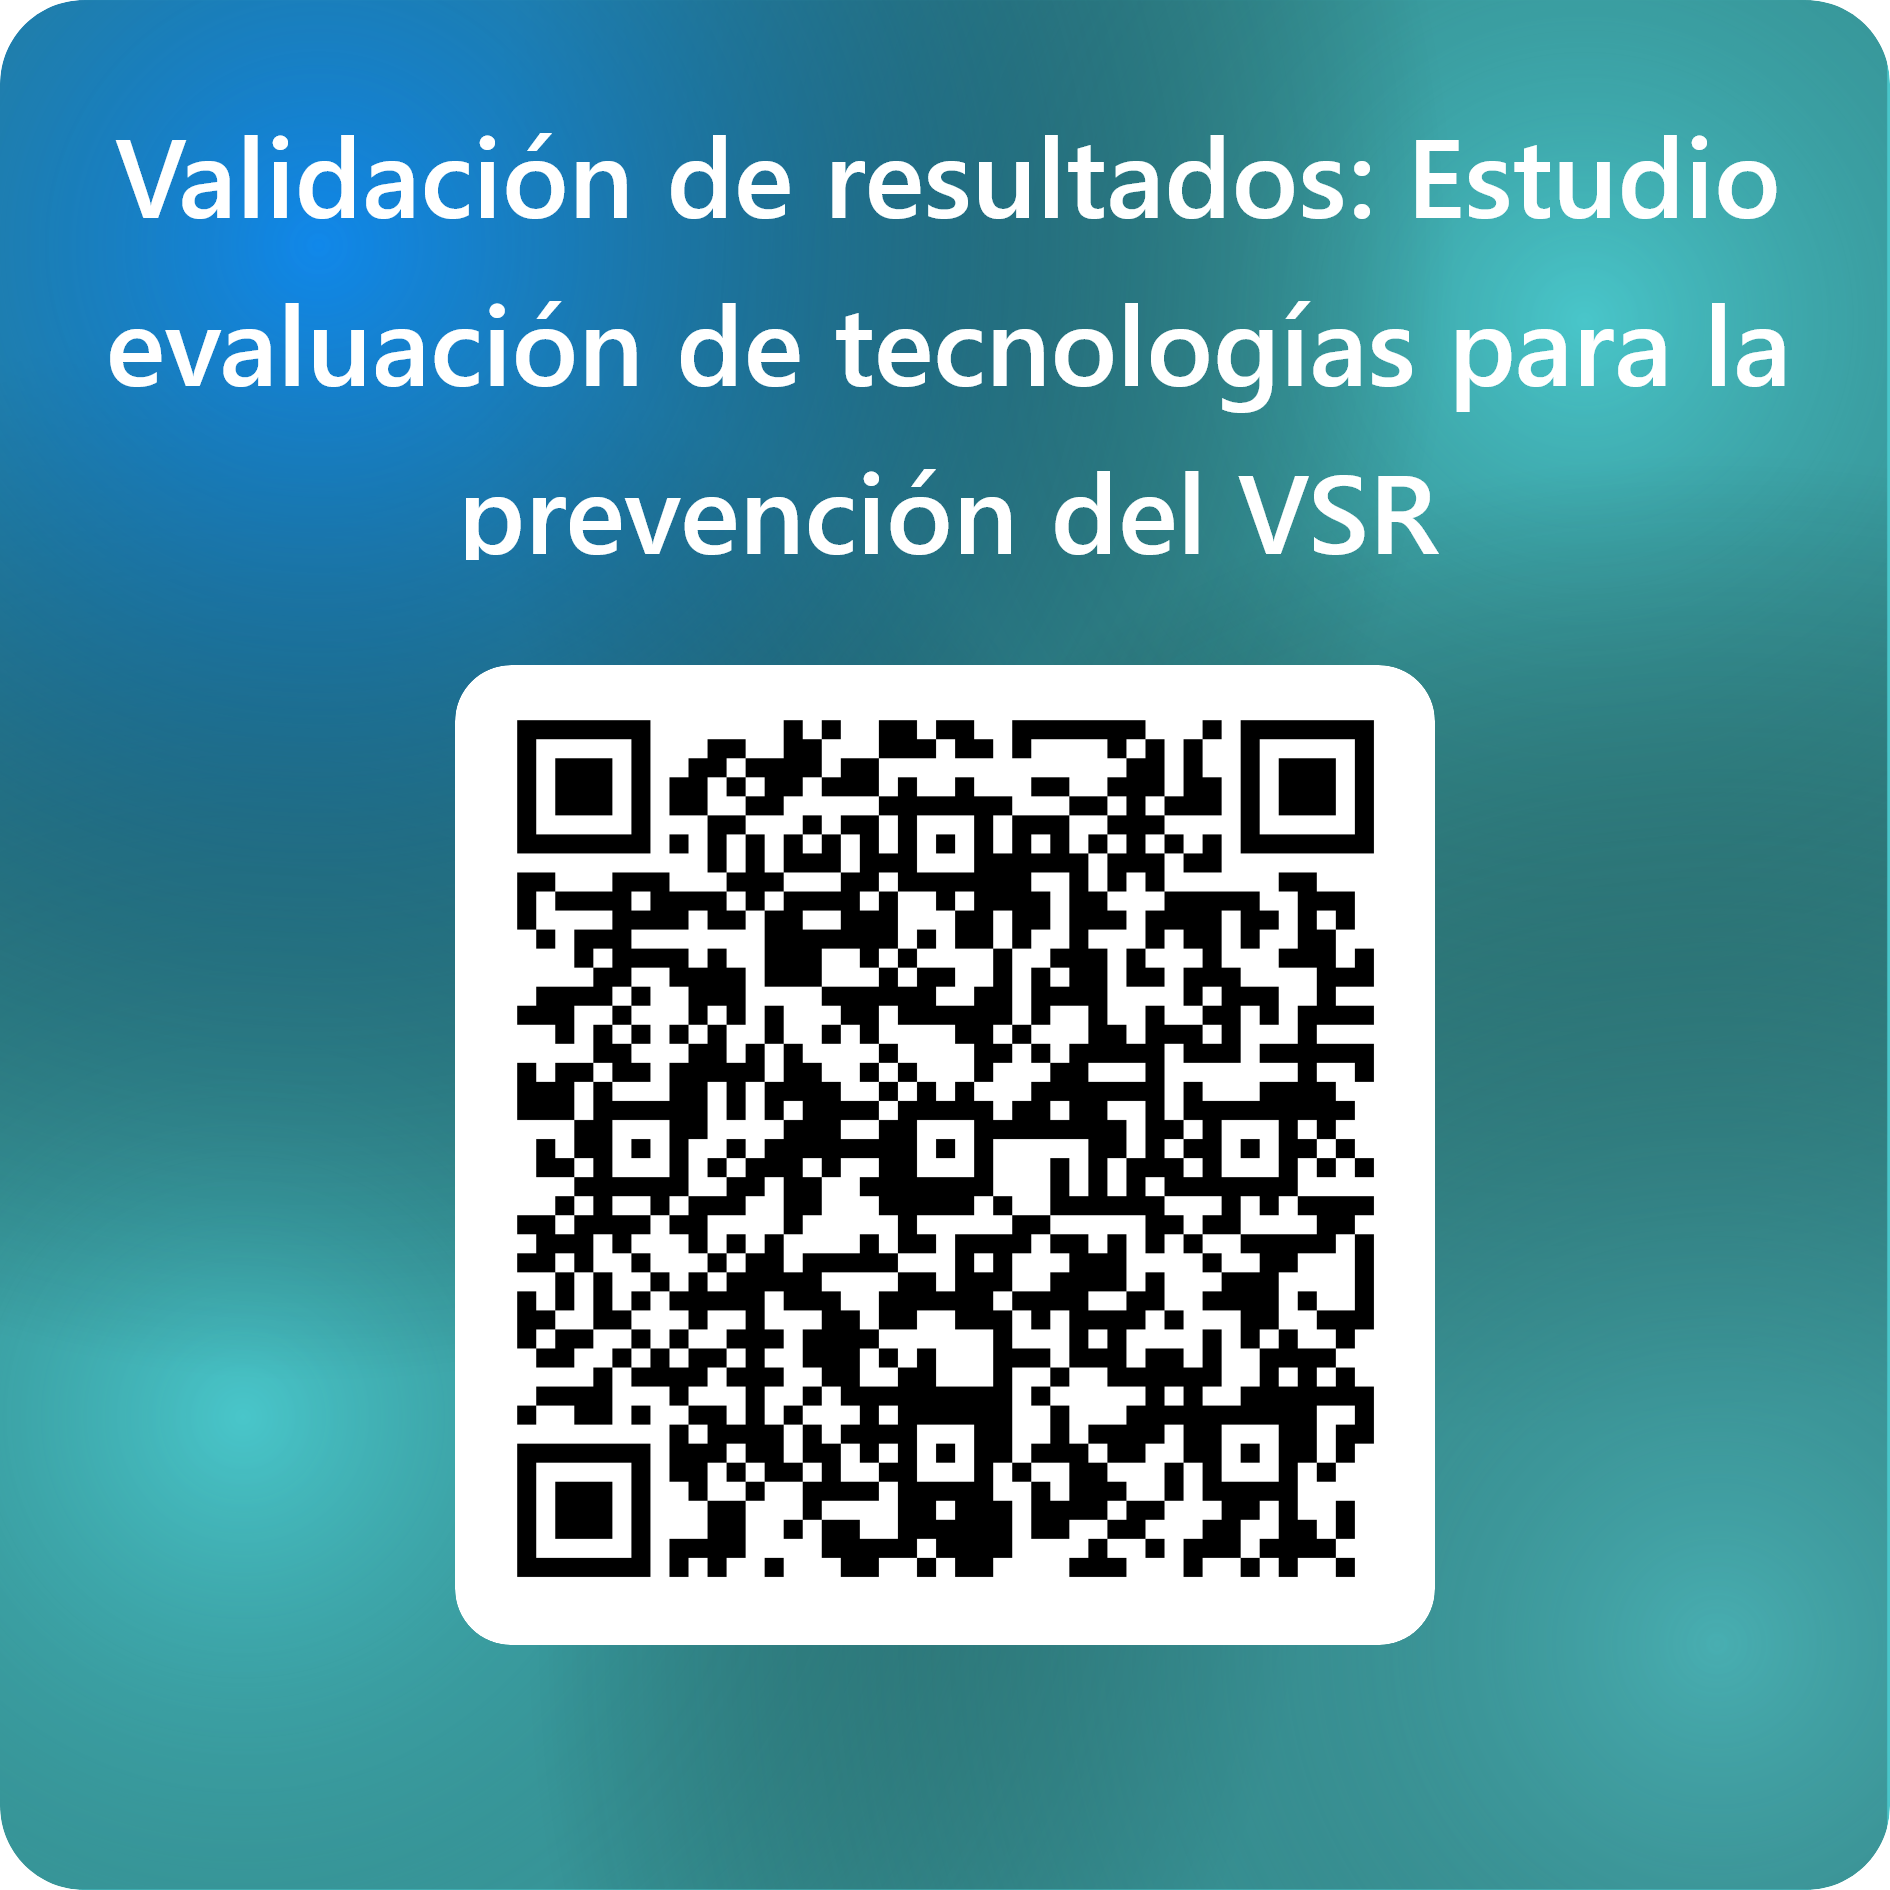 Validación de resultados: Estudio
evaluación de tecnologías para la
prevención del VSR